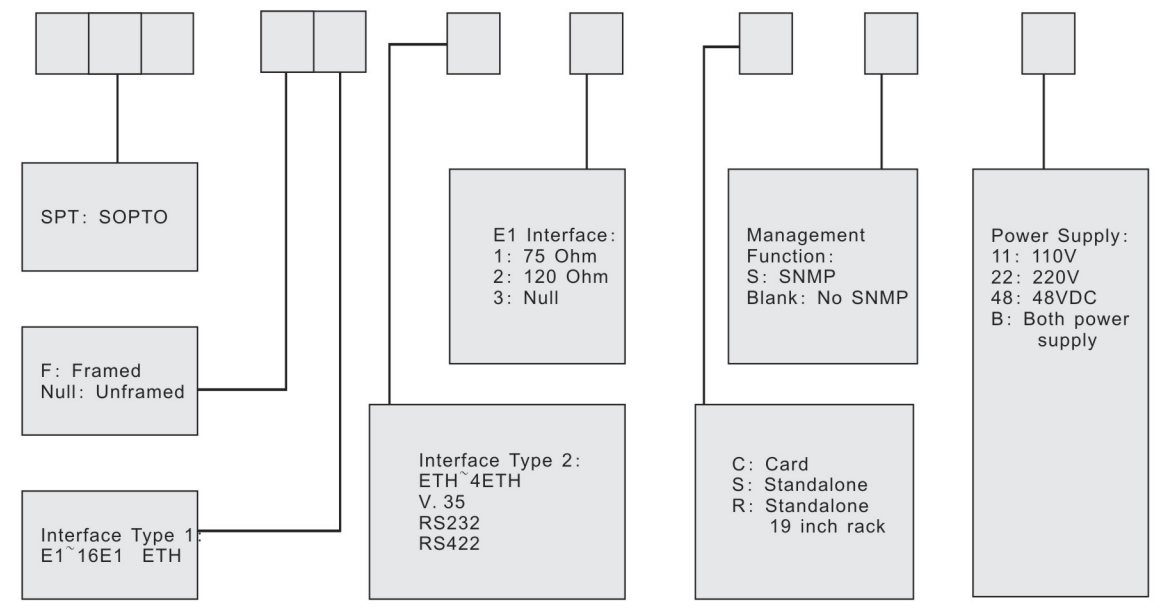 SPT: SOPTO
F: Framed
Null: Unframed
Interface Type 1:
E1~16E1 ETH
E1 Interface:
1: 75 Ohm
2: 120 Ohm
3: Null
Interface Type 2:
ETH~4ETH
V.35
RS232
RS422
Management
Function:
S: SNMP
Blank: No SNMP
C: Card
S: Standalone
R: Standalone
19 inch rack
Power Supply:
11: 110V
22: 220V
48: 48VDC
B: Both power
supply